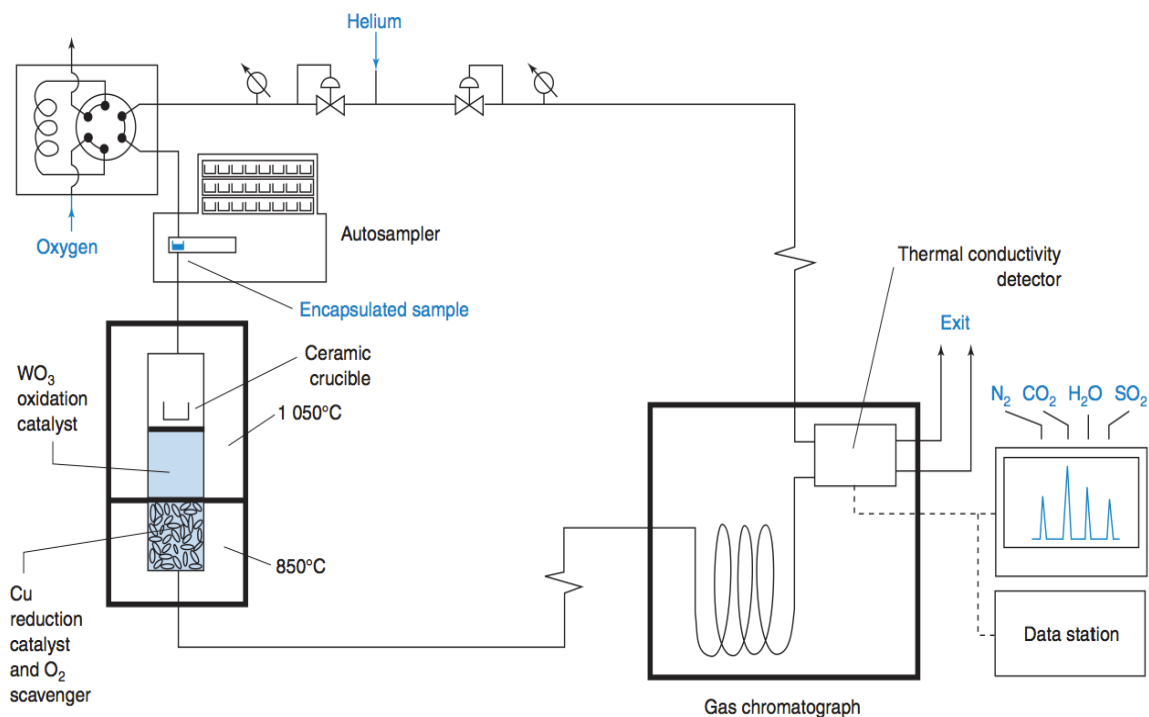 Helium
Oxygen
Autosampler
Encapsulated sample
Thermal conductivity
detector
Exit
WO3
oxidation
catalyst
Ceramic
crucible
1 050°C
N2 CO2 H2O SO2
850°C
Cu
reduction
catalyst
and O2
scavenger
Data station
Gas chromatograph